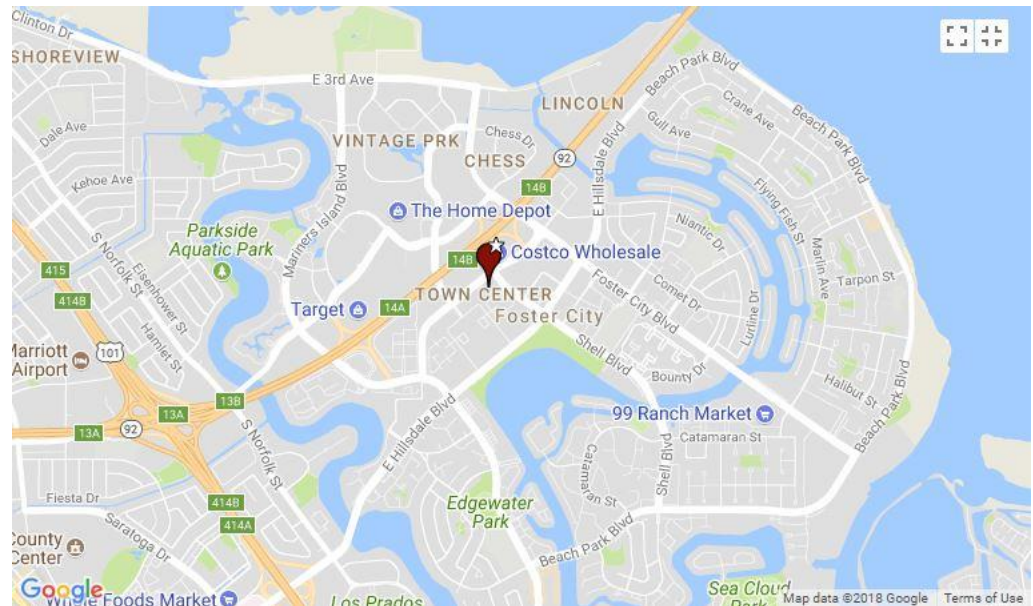 Clinton Dr
SHOREVIEW
E 3rd Ave
Beach Park Blvd
LINCOLN
Crane Ave
Gull Ave
Beach Park Blvd
Dale Ave
VINTAGE PRK
Chess Dr
CHESS
92
E Hillsdale Blvd
Kehoe Ave
14B
Flying Fish St
The Home Depot
Niantic Dr
Parkside
Aquatic Park
Mariners Island Blvd
S Norfolk St
Costco Wholesale
14B
Marlin Ave
415
414B
Eisenhower St
Tarpon St
TOWN CENTER
Foster City
Foster City Blvd
Comet Dr
Lurline Dr
Target
14A
Hamlet St
Shell Blvd
Marriott
Airport
101
Bounty Dr
Halibut St
13B
13A
99 Ranch Market
Beach Park Blvd
92
13A
S Norfolk St
E Hillsdale Blvd
Catamaran St
Shell Blvd
Catamaran St
Fiesta Dr
414B
Edgewater
Park
414A
Saratoga Dr
County
Center
Beach Park Blvd
Google
Whole Foods Market
Los Prados
Sea Cloud
Park
Map data ©2018 Google
Terms of Use